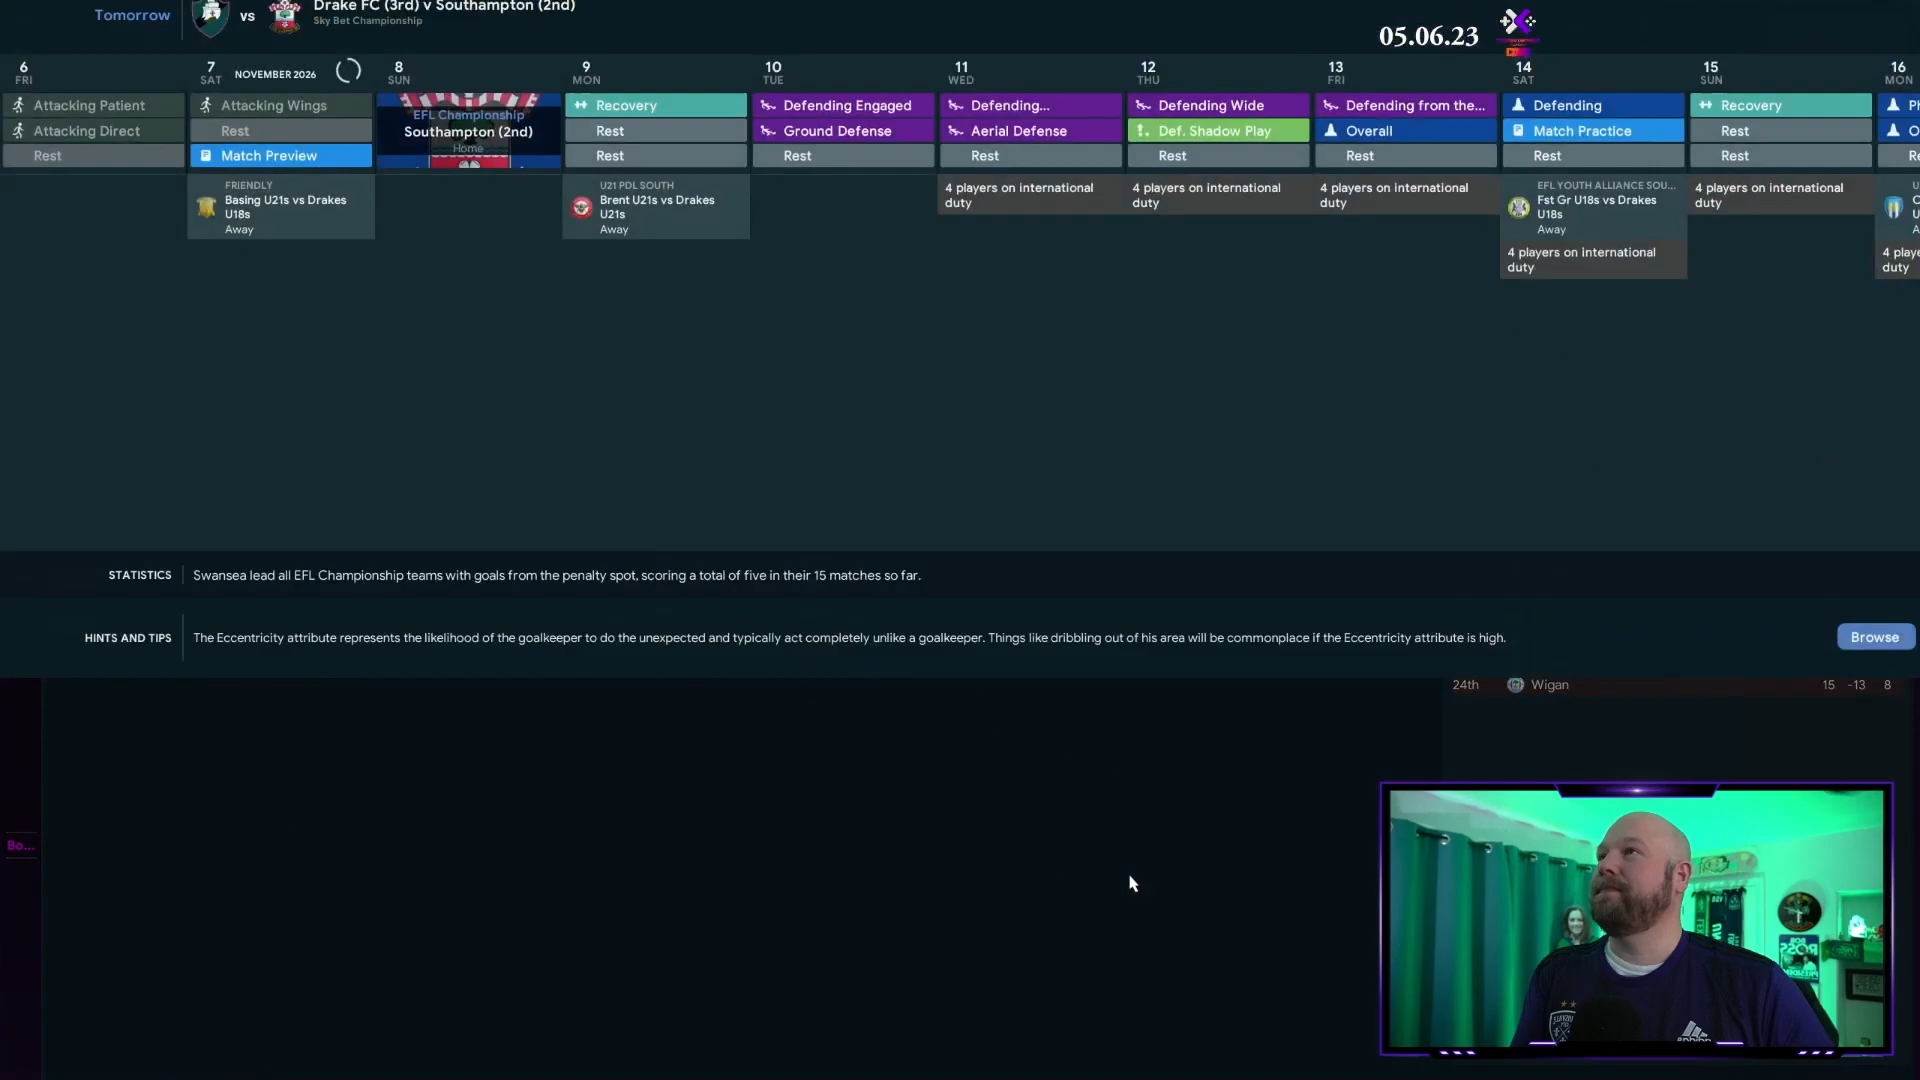 Tomorrow
vs
Drake FC (3rd) v Southampton (2nd)
Sky Bet Championship
05.06.23
6
FRI
7
SAT
NOVEMBER 2026
8
SUN
9
MON
10
TUE
11
WED
12
THU
13
FRI
14
SAT
15
SUN
16
MON
Attacking Patient
Attacking Direct
Rest
Attacking Wings
Rest
Match Preview
EFL Championship
Southampton (2nd)
Home
Recovery
Rest
Rest
Defending Engaged
Ground Defense
Rest
Defending...
Aerial Defense
Rest
Defending Wide
Def. Shadow Play
Rest
Defending from the...
Overall
Rest
Defending
Match Practice
Rest
Recovery
Rest
Rest
FRIENDLY
Basing U21s vs Drakes
U18s
Away
U21 PDL SOUTH
Brent U21s vs Drakes
U21s
Away
4 players on international
duty
4 players on international
duty
4 players on international
duty
EFL YOUTH ALLIANCE SOU...
Fst Gr U18s vs Drakes
U18s
Away
4 players on international
duty
4 players on international
duty
4 playe
duty
STATISTICS
Swansea lead all EFL Championship teams with goals from the penalty spot, scoring a total of five in their 15 matches so far.
HINTS AND TIPS
The Eccentricity attribute represents the likelihood of the goalkeeper to do the unexpected and typically act completely unlike a goalkeeper. Things like dribbling out of his area will be commonplace if the Eccentricity attribute is high.
Browse
24th
Wigan
15 -13 8
Bo...